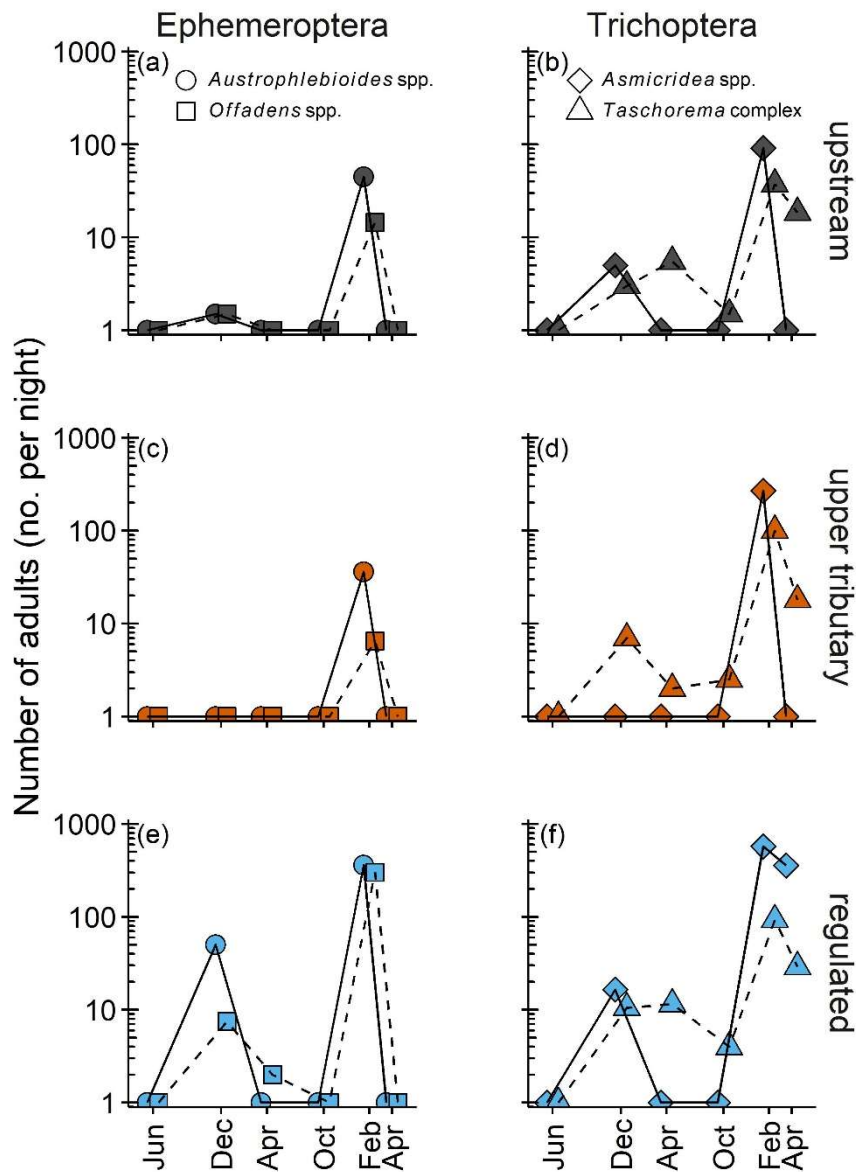 Ephemeroptera
Trichoptera
(a)
Austrophlebioides spp.
Offadens spp.
1000
100
10
1
(b)
Asmicridea spp.
Taschorema complex
upstream
Number of adults (no. per night)
(c)
1000
100
10
1
(d)
upper tributary
(e)
1000
100
10
1
(f)
regulated
Jun
Dec
Apr
Oct
Feb
Apr
Jun
Dec
Apr
Oct
Feb
Apr